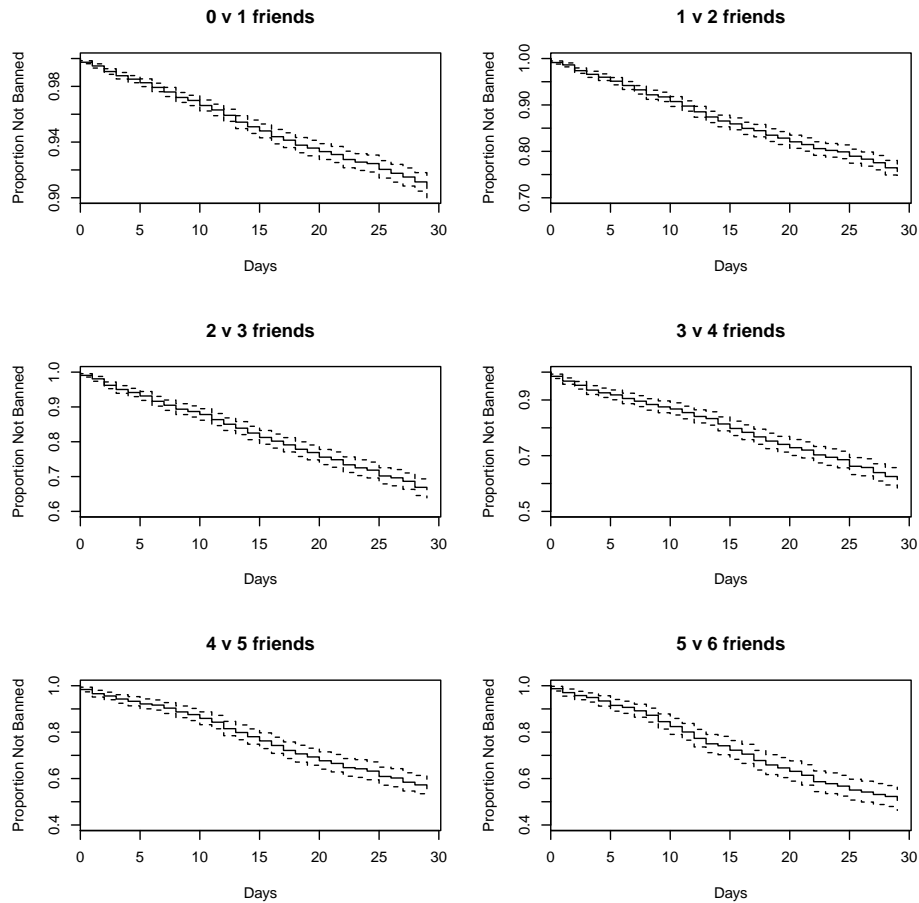 0 v 1 friends
Proportion Not Banned
0.90 0.94 0.98
0 5 10 15 20 25 30
Days
1 v 2 friends
Proportion Not Banned
0.70 0.80 0.90 1.00
0 5 10 15 20 25 30
Days
2 v 3 friends
Proportion Not Banned
0.6 0.7 0.8 0.9 1.0
0 5 10 15 20 25 30
Days
3 v 4 friends
Proportion Not Banned
0.5 0.7 0.9
0 5 10 15 20 25 30
Days
4 v 5 friends
Proportion Not Banned
0.4 0.6 0.8 1.0
0 5 10 15 20 25 30
Days
5 v 6 friends
Proportion Not Banned
0.4 0.6 0.8 1.0
0 5 10 15 20 25 30
Days